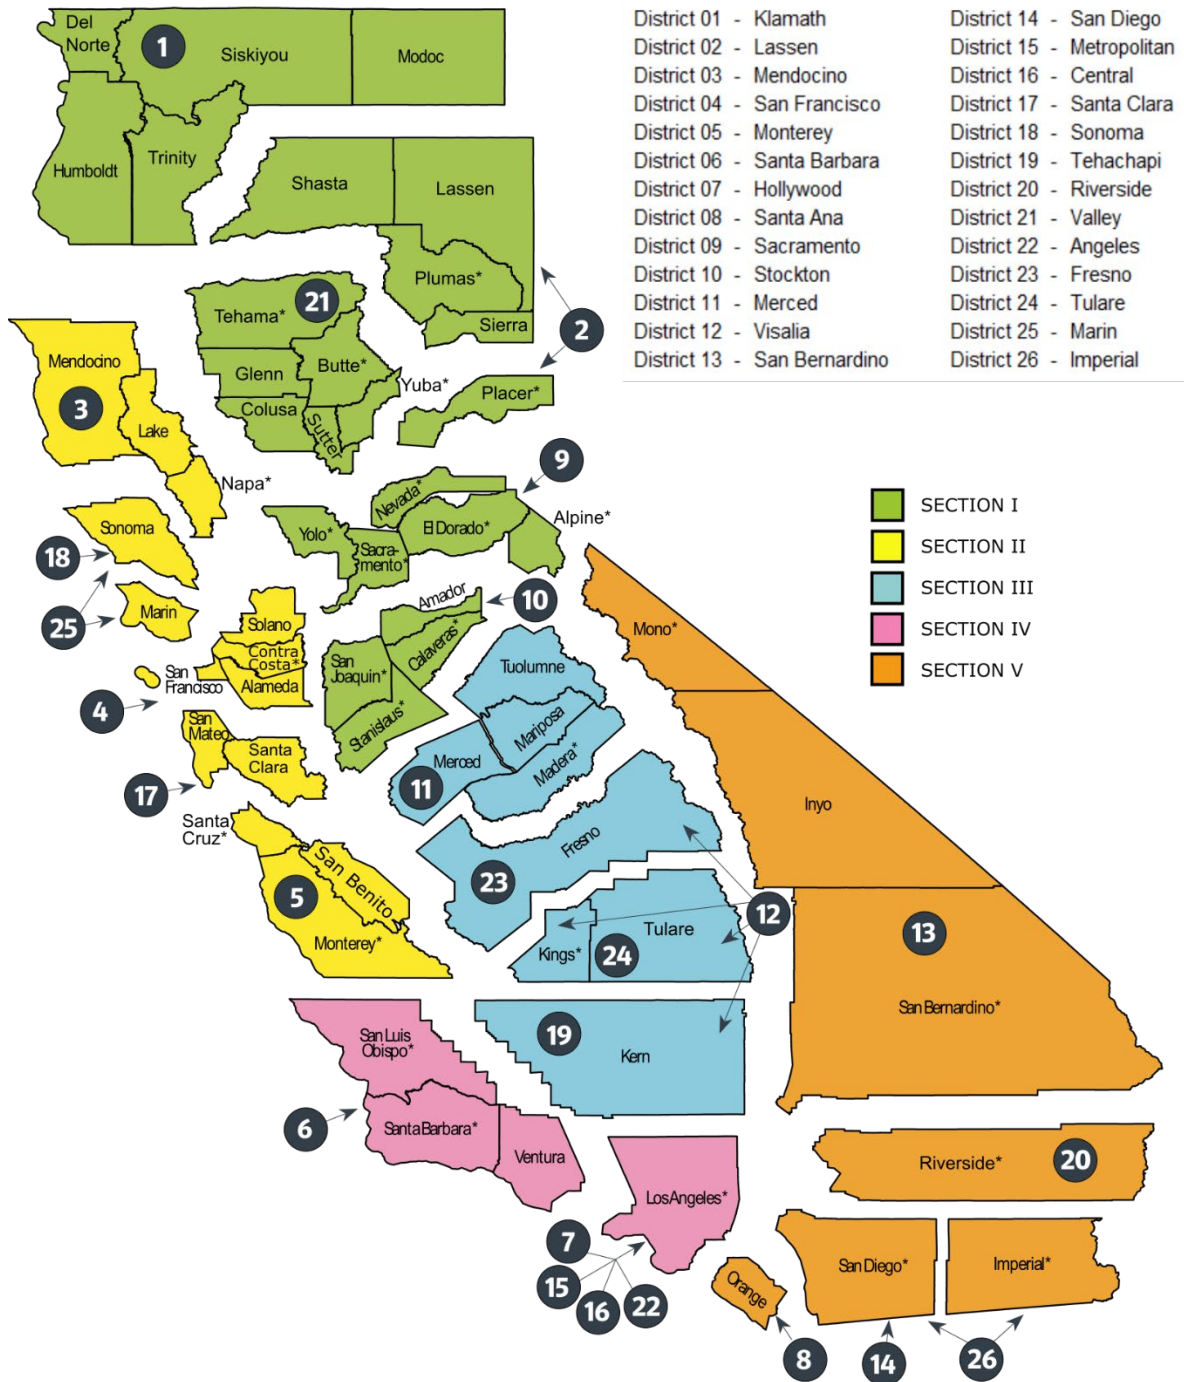 District 01 - Klamath
District 02 - Lassen
District 03 - Mendocino
District 04 - San Francisco
District 05 - Monterey
District 06 - Santa Barbara
District 07 - Hollywood
District 08 - Santa Ana
District 09 - Sacramento
District 10 - Stockton
District 11 - Merced
District 12 - Visalia
District 13 - San Bernardino
District 14 - San Diego
District 15 - Metropolitan
District 16 - Central
District 17 - Santa Clara
District 18 - Sonoma
District 19 - Tehachapi
District 20 - Riverside
District 21 - Valley
District 22 - Angeles
District 23 - Fresno
District 24 - Tulare
District 25 - Marin
District 26 - Imperial
SECTION I
SECTION II
SECTION III
SECTION IV
SECTION V
Del
Norte
1
Siskiyou
Modoc
Humboldt
Trinity
Shasta
Lassen
Plumas*
Sierra
2
Tehama*
21
Glenn
Butte*
Colusa
Sutter
Yuba*
Placer*
Mendocino
3
Lake
Napa*
9
Nevada*
Yolo*
Sacra-
mento*
El Dorado*
Alpine*
Sonoma
18
25
Marin
Solano
Contra
Costa*
Alameda
San
Francisco
4
Amador
10
Calaveras*
San
Joaquin*
Stanislaus*
Tuolumne
Mariposa
Merced
11
Madera*
Mono*
Inyo
San
Mateo
Santa
Clara
17
Santa
Cruz*
San Benito
5
Monterey*
Fresno
23
12
Kings*
24
Tulare
19
Kern
13
San Bernardino*
San Luis
Obispo*
6
Santa Barbara*
Ventura
Los Angeles*
7
15
16
22
Riverside*
20
Orange
8
San Diego*
14
Imperial*
26